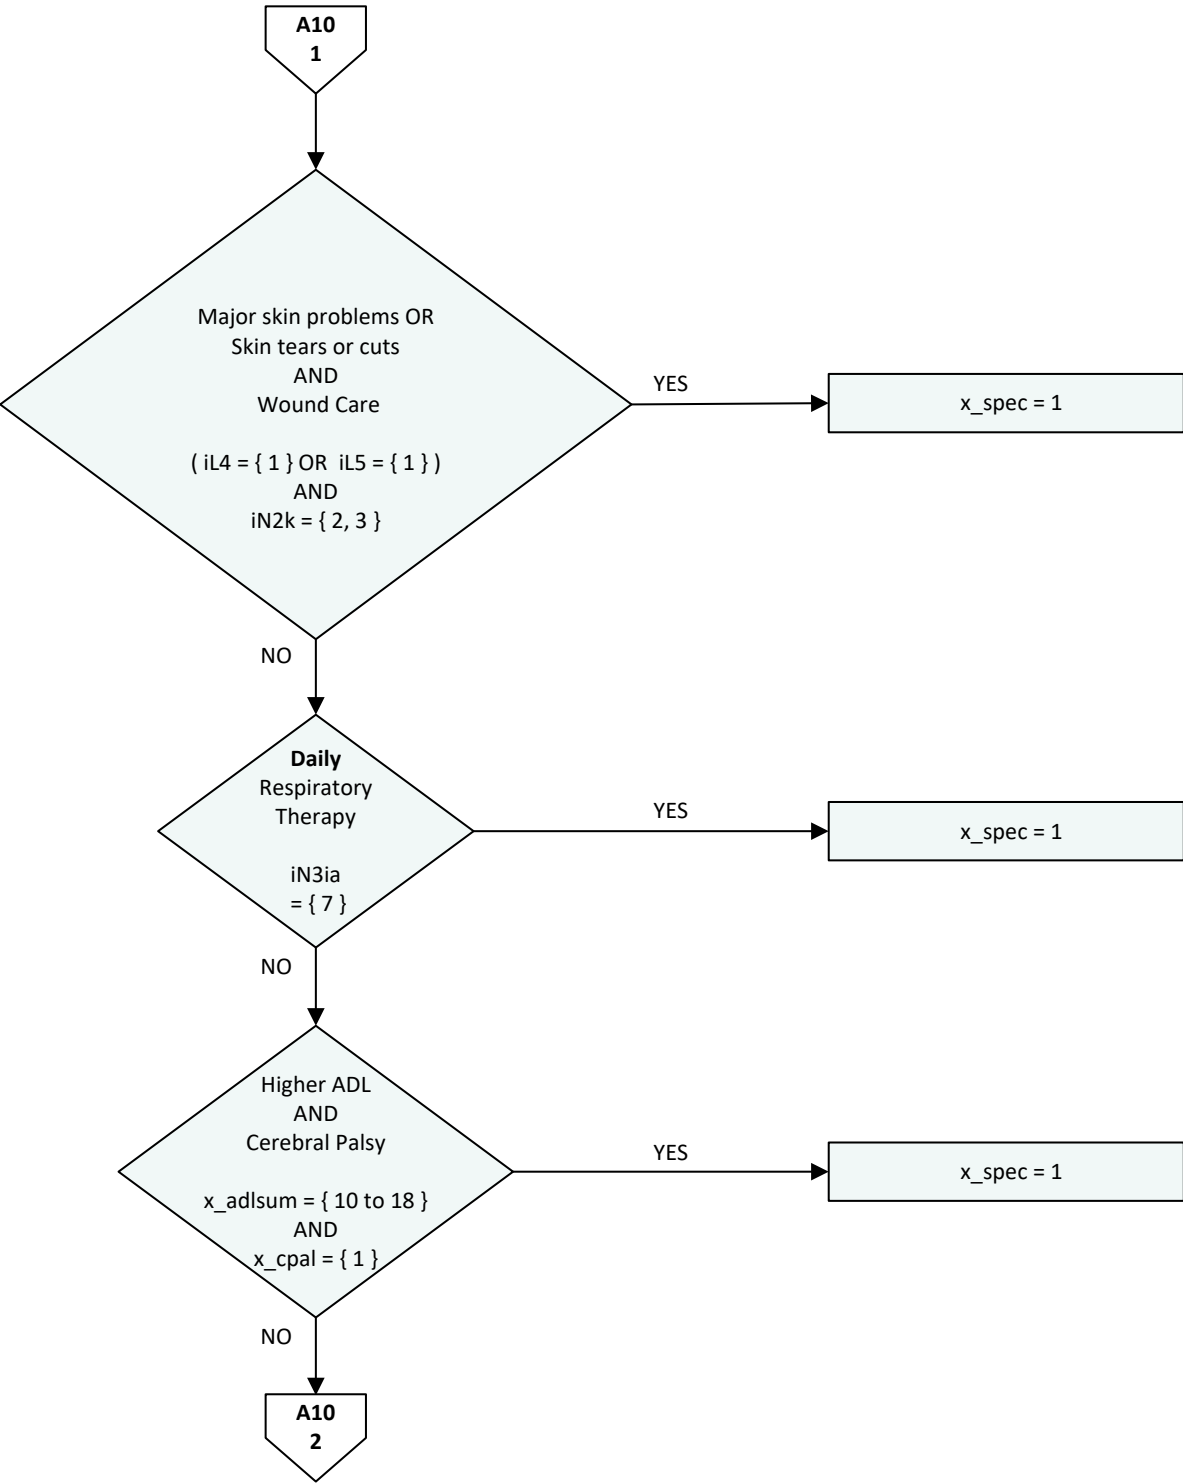 A10
1
Major skin problems OR
Skin tears or cuts
AND
Wound Care
( iL4 = { 1 } OR  iL5 = { 1 } )
AND
iN2k = { 2, 3 }
YES
x_spec = 1
NO
Daily
Respiratory
Therapy
iN3ia
= { 7 }
YES
x_spec = 1
NO
Higher ADL
AND
Cerebral Palsy
x_adlsum = { 10 to 18 }
AND
x_cpal = { 1 }
YES
x_spec = 1
NO
A10
2